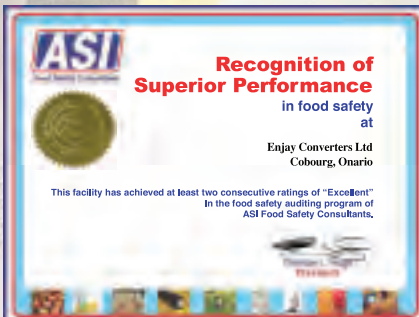 ASI
Food Safety Consultants
Recognition of
Superior Performance
in food safety
at
Enjay Converters Ltd
Cobourg, Onario
This facility has achieved at least two consecutive ratings of “Excellent”
In the food safety auditing program of
ASI Food Safety Consultants.
President